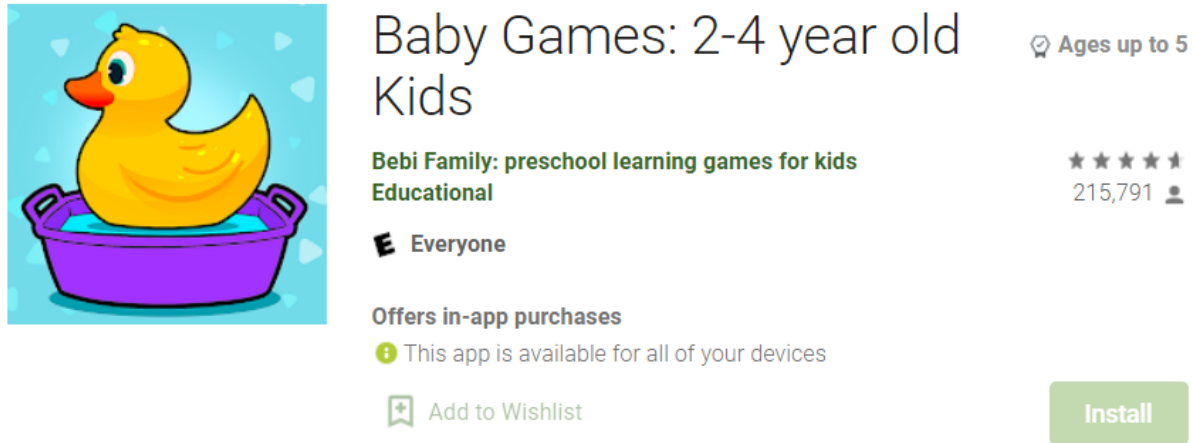 Baby Games: 2-4 year old
Kids
Ages up to 5
Bebi Family: preschool learning games for kids
Educational
215,791
E Everyone
Offers in-app purchases
This app is available for all of your devices
Add to Wishlist
Install